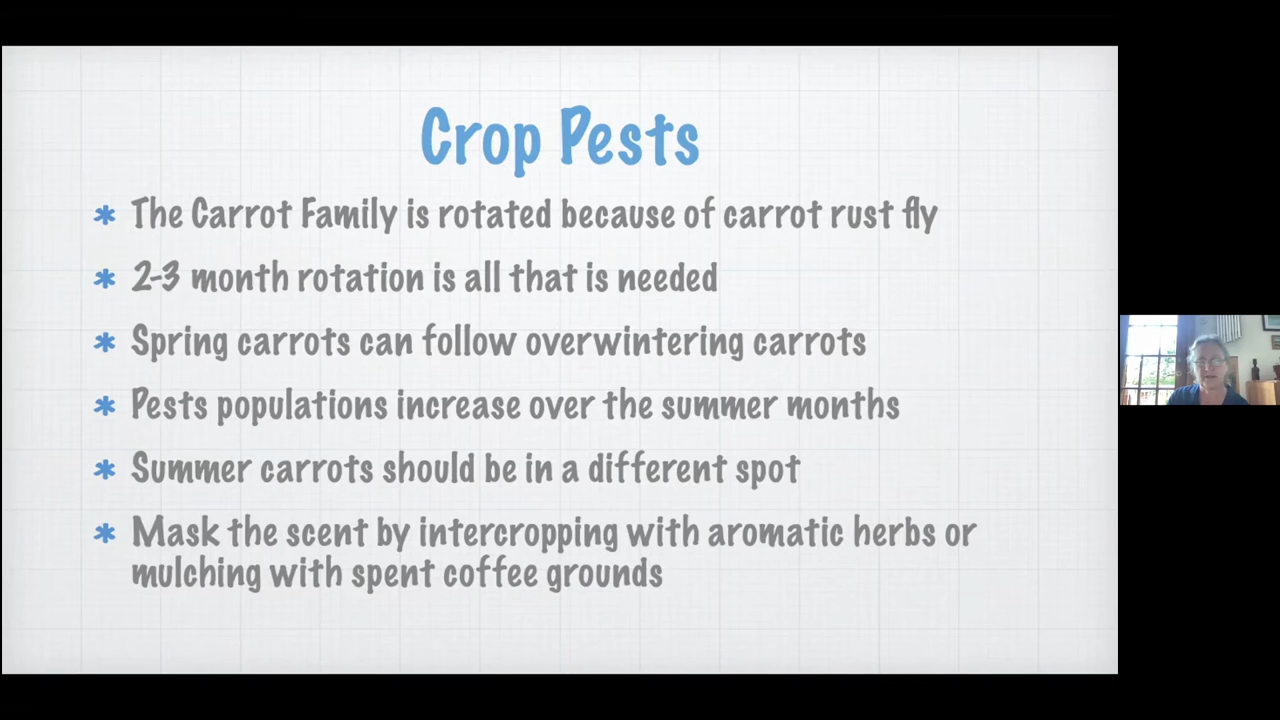 Crop Pests
* The Carrot Family is rotated because of carrot rust fly
* 2-3 month rotation is all that is needed
* Spring carrots can follow overwintering carrots
* Pests populations increase over the summer months
* Summer carrots should be in a different spot
* Mask the scent by intercropping with aromatic herbs or
mulching with spent coffee grounds